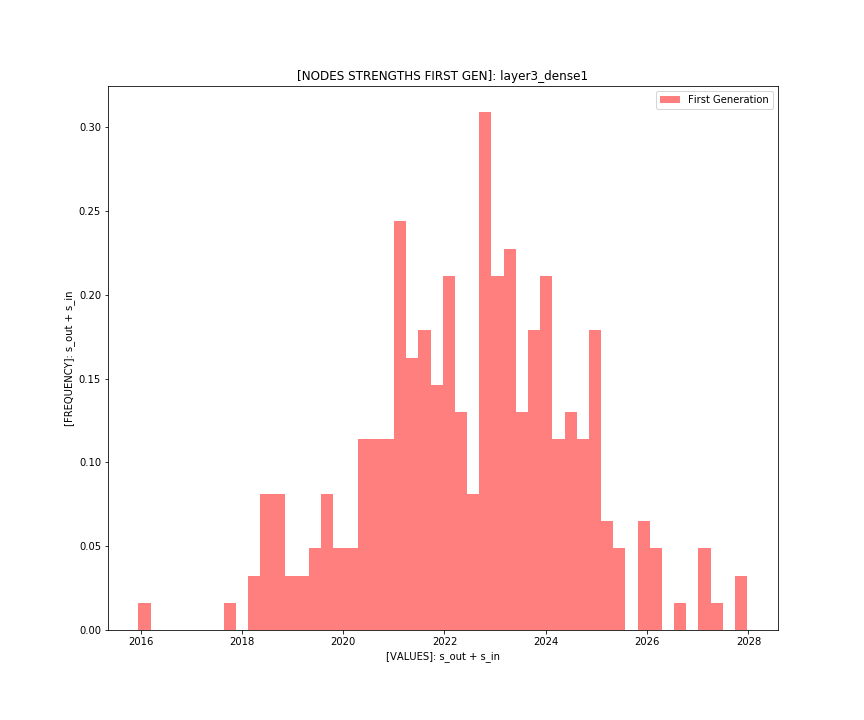 [NODES STRENGTHS FIRST GEN]: layer3_dense1
First Generation
0.30
0.25
0.20
0.15
0.10
0.05
0.00
[FREQUENCY]: s_out + s_in
2016 2018 2020 2022 2024 2026 2028
[VALUES]: s_out + s_in